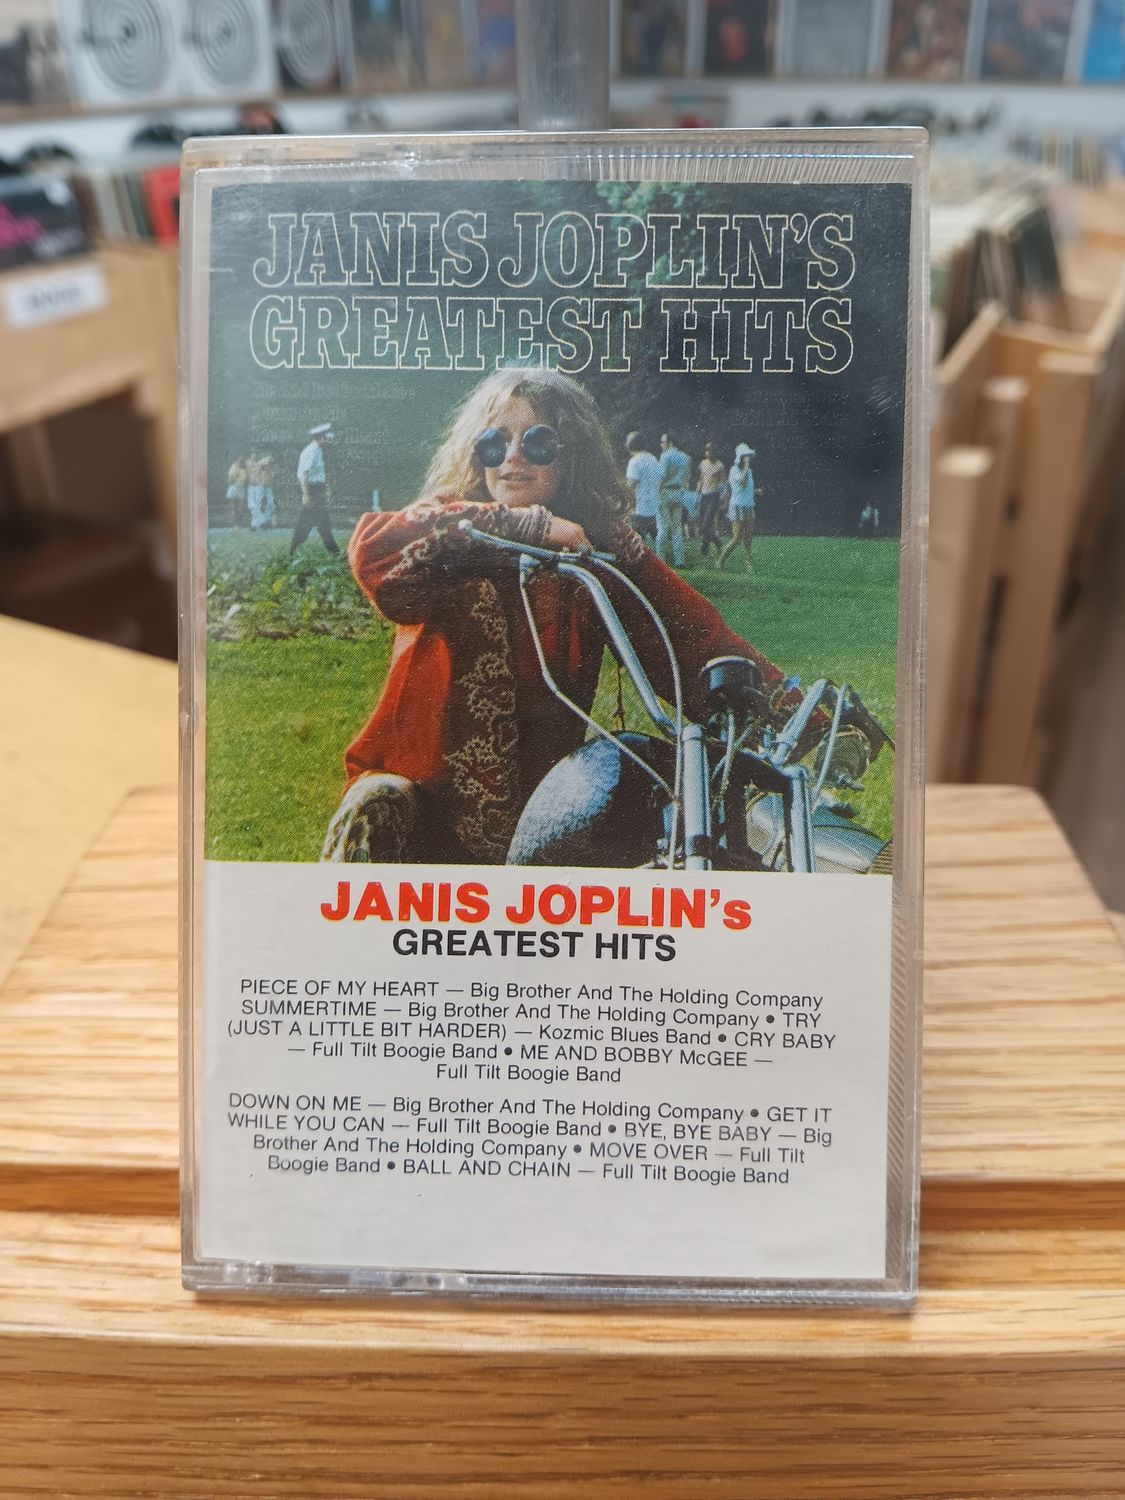 JANIS JOPLIN'S
GREATEST HITS
JANIS JOPLIN's
GREATEST HITS
PIECE OF MY HEART — Big Brother And The Holding Company
SUMMERTIME — Big Brother And The Holding Company • TRY
(JUST A LITTLE BIT HARDER) — Kozmic Blues Band • CRY BABY
— Full Tilt Boogie Band • ME AND BOBBY McGEE —
Full Tilt Boogie Band
DOWN ON ME — Big Brother And The Holding Company • GET IT
WHILE YOU CAN — Full Tilt Boogie Band • BYE, BYE BABY — Big
Brother And The Holding Company • MOVE OVER — Full Tilt
Boogie Band • BALL AND CHAIN — Full Tilt Boogie Band